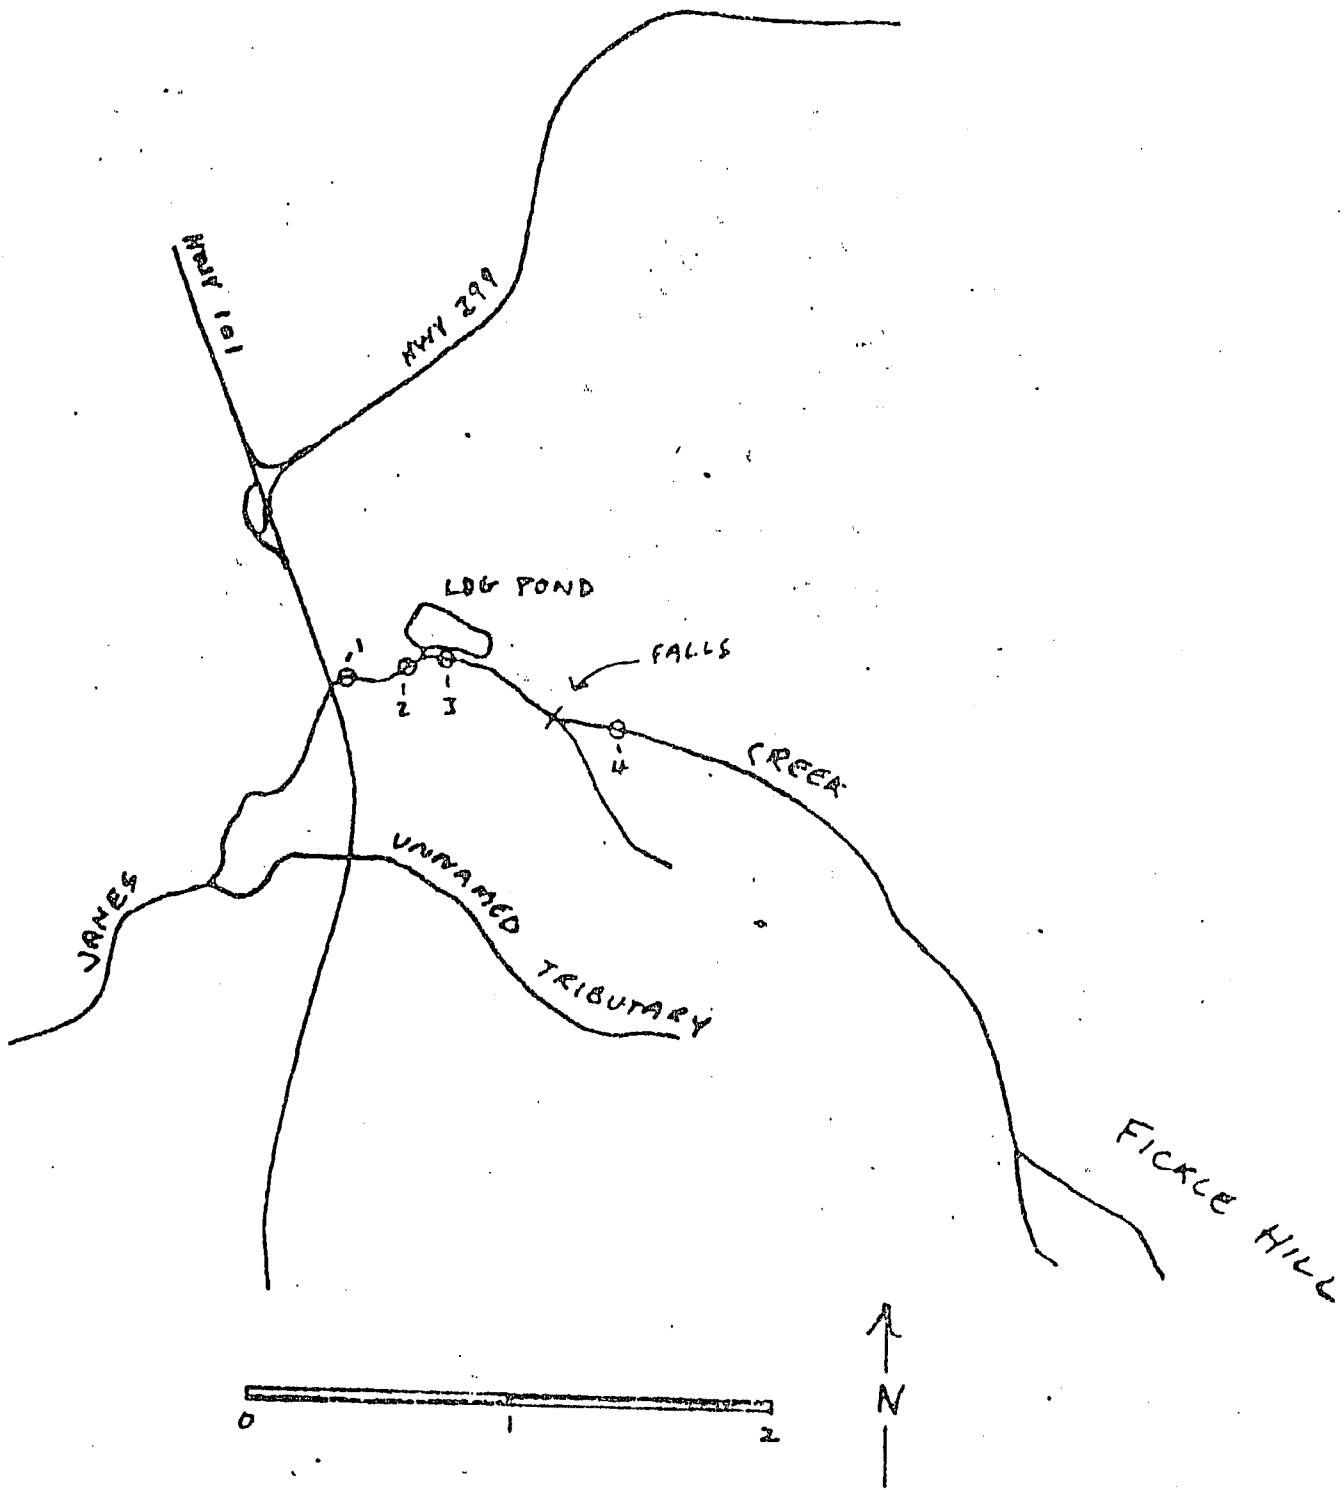 HWY 101
HWY 299
LOG POND
FALLS
1
2
3
4
CREEK
UNNAMED
TRIBUTARY
JANES
FICKLE HILL
N
0 1 2